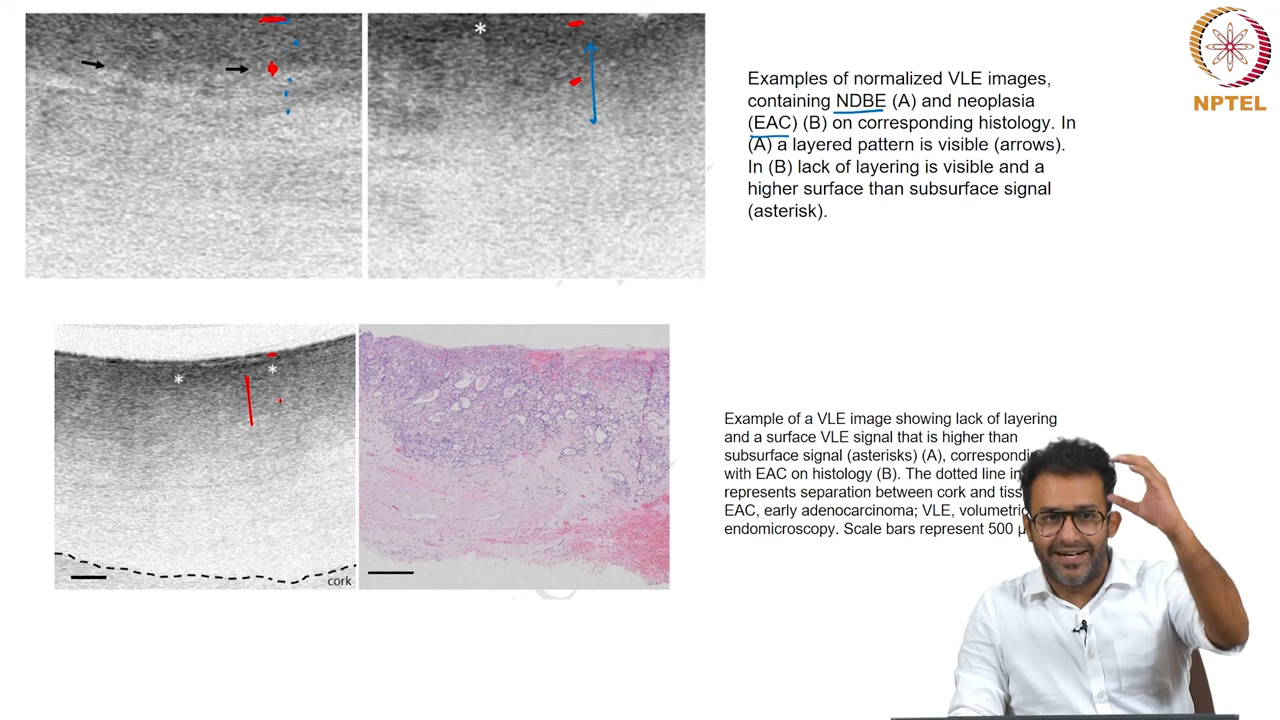 *
NPTEL
Examples of normalized VLE images,
containing NDBE (A) and neoplasia
(EAC) (B) on corresponding histology. In
(A) a layered pattern is visible (arrows).
In (B) lack of layering is visible and a
higher surface than subsurface signal
(asterisk).
*
*
cork
Example of a VLE image showing lack of layering
and a surface VLE signal that is higher than
subsurface signal (asterisks) (A),
with EAC on histology (B). The dotted line in
represents separation between cork and
EAC, early adenocarcinoma; VLE,
endomicroscopy. Scale bars represent 500